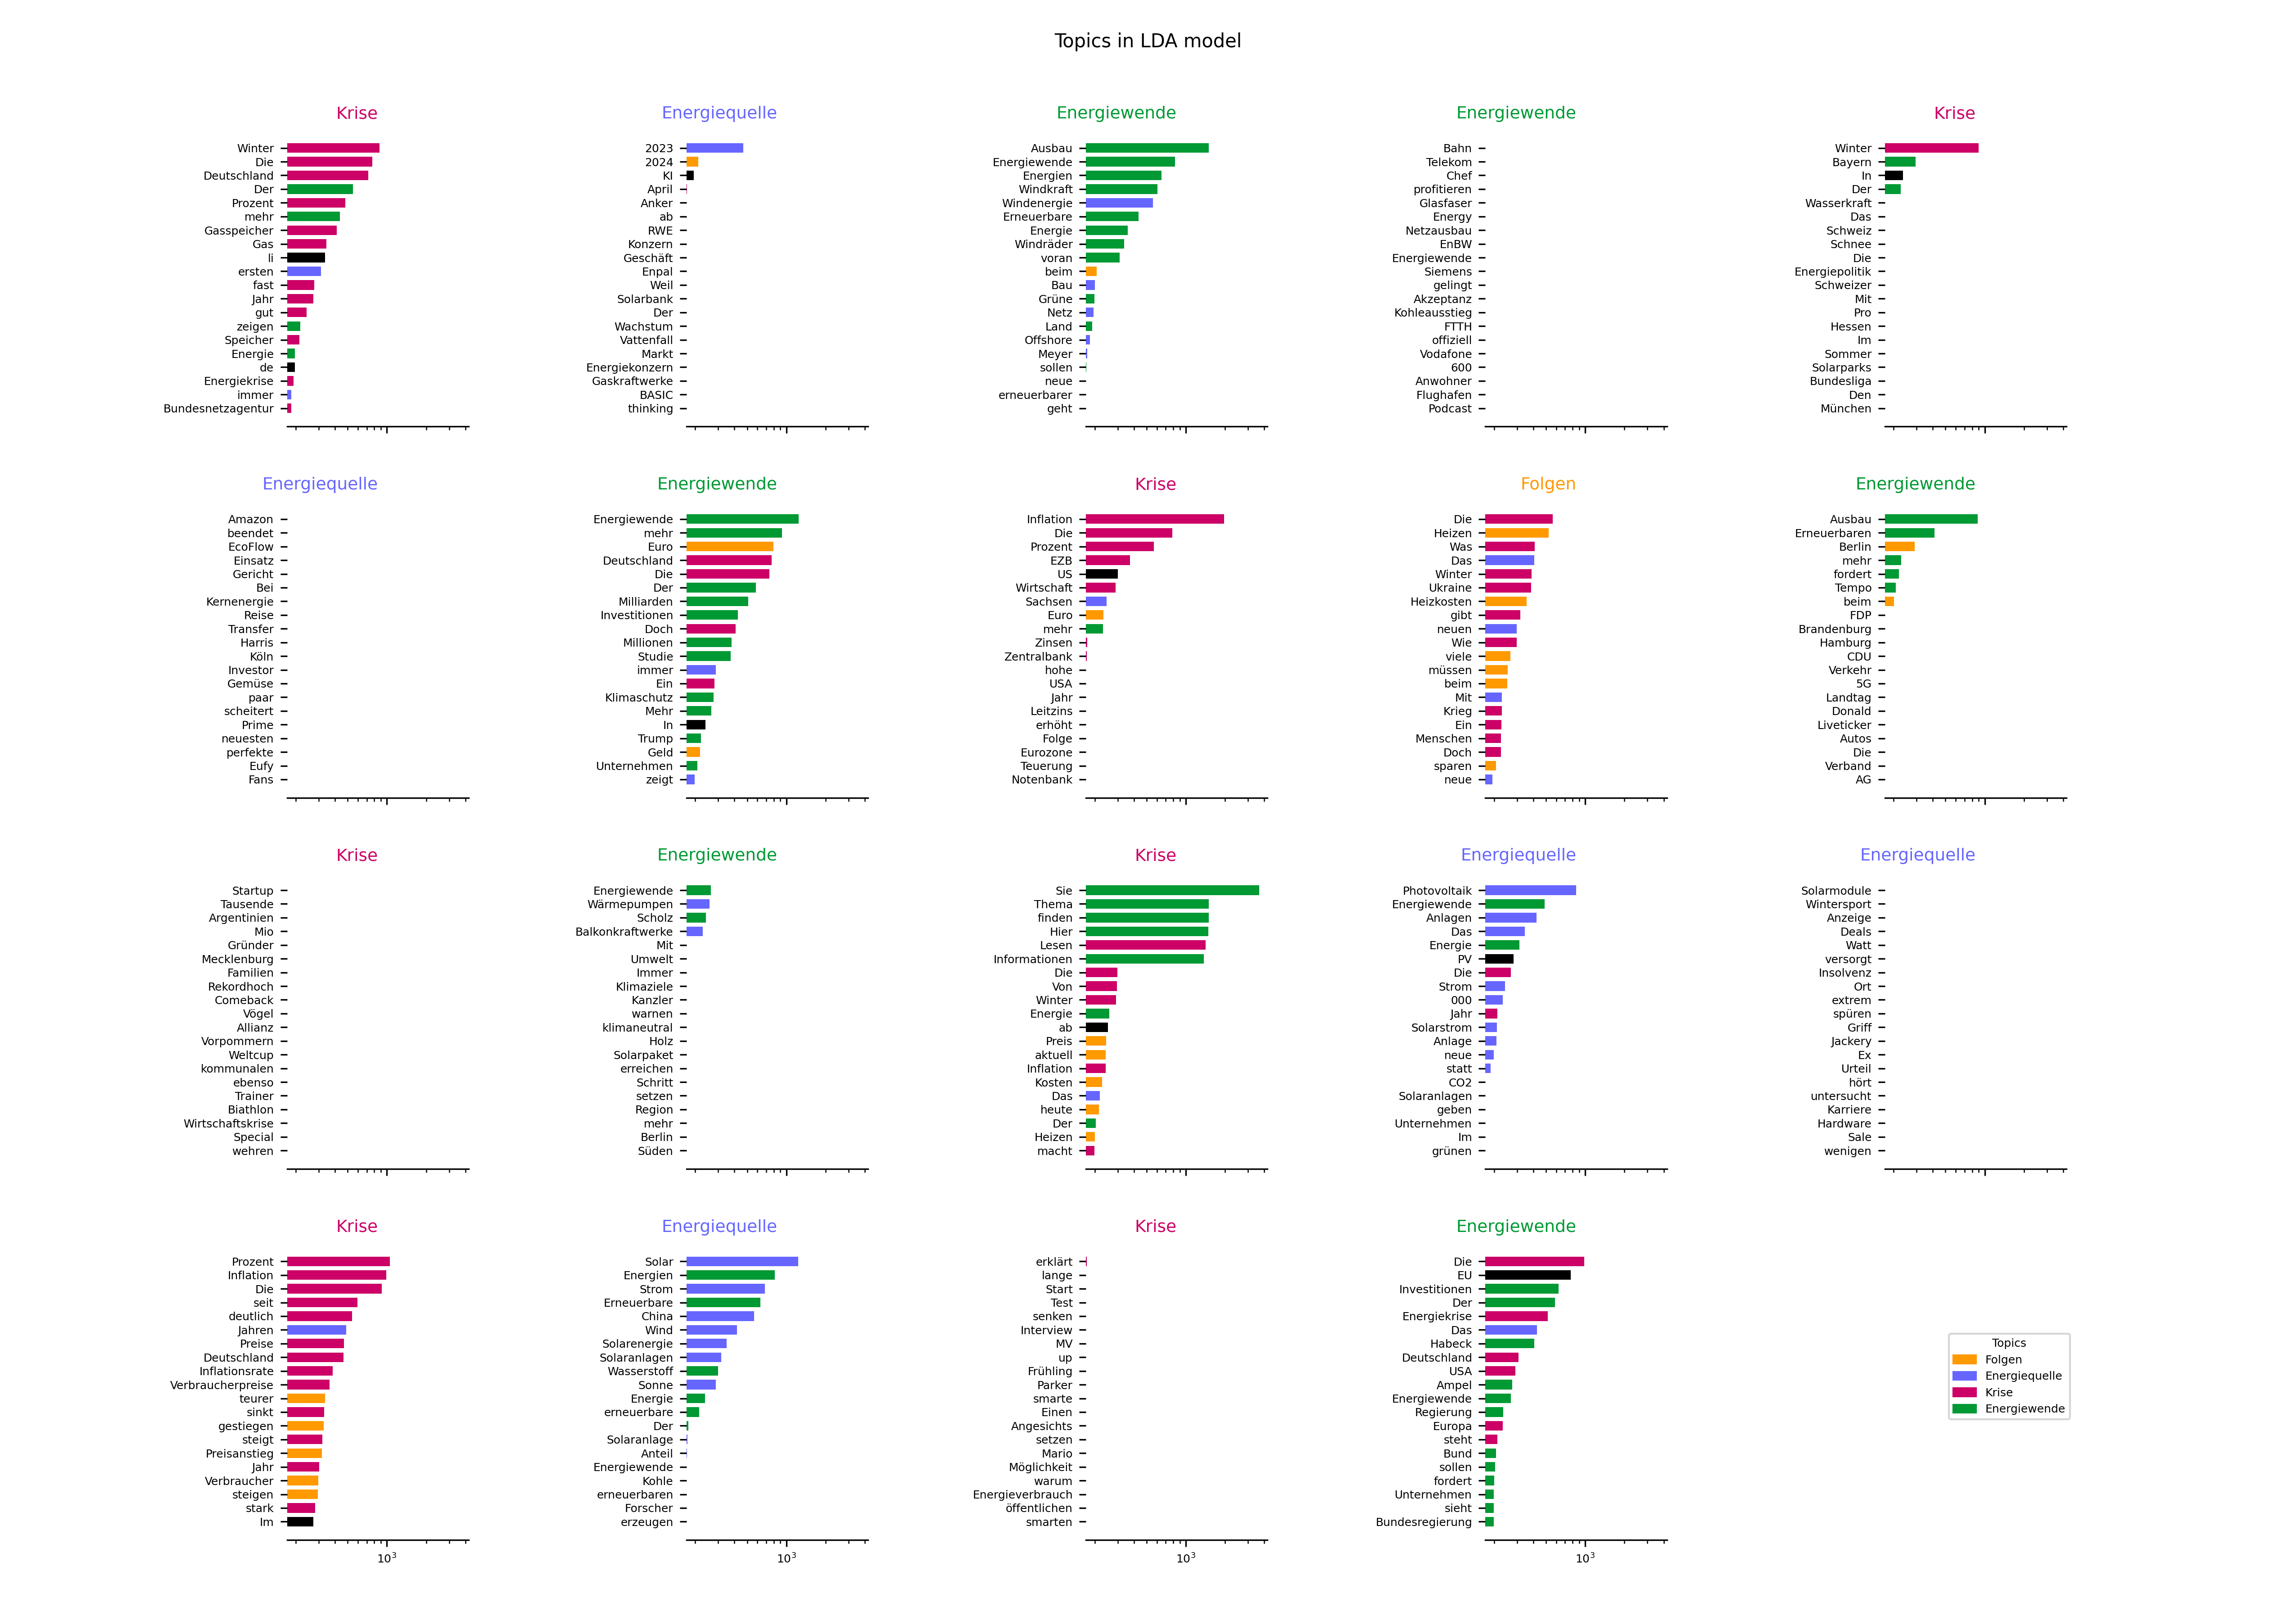 Topics in LDA model
Krise
Winter
Die
Deutschland
Der
Prozent
mehr
Gasspeicher
Gas
li
ersten
fast
Jahr
gut
zeigen
Speicher
Energie
de
Energiekrise
immer
Bundesnetzagentur
Energiequelle
2023
2024
KI
April
Anker
ab
RWE
Konzern
Geschäft
Enpal
Weil
Solarbank
Der
Wachstum
Vattenfall
Markt
Energiekonzern
Gaskraftwerke
BASIC
thinking
Energiewende
Ausbau
Energiewende
Energien
Windkraft
Windenergie
Erneuerbare
Energie
Windräder
voran
beim
Bau
Grüne
Netz
Land
Offshore
Meyer
sollen
neue
erneuerbarer
geht
Energiewende
Bahn
Telekom
Chef
profitieren
Glasfaser
Energy
Netzausbau
EnBW
Energiewende
Siemens
gelingt
Akzeptanz
Kohleausstieg
FTTH
offiziell
Vodafone
600
Anwohner
Flughafen
Podcast
Krise
Winter
Bayern
In
Der
Wasserkraft
Das
Schweiz
Schnee
Die
Energiepolitik
Schweizer
Mit
Pro
Hessen
Im
Sommer
Solarparks
Bundesliga
Den
München
Energiequelle
Amazon
beendet
EcoFlow
Einsatz
Gericht
Bei
Kernenergie
Reise
Transfer
Harris
Köln
Investor
Gemüse
paar
scheitert
Prime
neuesten
perfekte
Eufy
Fans
Energiewende
Energiewende
mehr
Euro
Deutschland
Die
Der
Milliarden
Investitionen
Doch
Millionen
Studie
immer
Ein
Klimaschutz
Mehr
In
Trump
Geld
Unternehmen
zeigt
Krise
Inflation
Die
Prozent
EZB
US
Wirtschaft
Sachsen
Euro
mehr
Zinsen
Zentralbank
hohe
USA
Jahr
Leitzins
erhöht
Folge
Eurozone
Teuerung
Notenbank
Folgen
Die
Heizen
Was
Das
Winter
Ukraine
Heizkosten
gibt
neuen
Wie
viele
müssen
beim
Mit
Krieg
Ein
Menschen
Doch
sparen
neue
Energiewende
Ausbau
Erneuerbaren
Berlin
mehr
fordert
Tempo
beim
FDP
Brandenburg
Hamburg
CDU
Verkehr
5G
Landtag
Donald
Liveticker
Autos
Die
Verband
AG
Krise
Startup
Tausende
Argentinien
Mio
Gründer
Mecklenburg
Familien
Rekordhoch
Comeback
Vögel
Allianz
Vorpommern
Weltcup
kommunalen
ebenso
Trainer
Biathlon
Wirtschaftskrise
Special
wehren
Energiewende
Energiewende
Wärmepumpen
Scholz
Balkonkraftwerke
Mit
Umwelt
Immer
Klimaziele
Kanzler
warnen
klimaneutral
Holz
Solarpaket
erreichen
Schritt
setzen
Region
mehr
Berlin
Süden
Krise
Sie
Thema
finden
Hier
Lesen
Informationen
Die
Von
Winter
Energie
ab
Preis
aktuell
Inflation
Kosten
Das
heute
Der
Heizen
macht
Energiequelle
Photovoltaik
Energiewende
Anlagen
Das
Energie
PV
Die
Strom
000
Jahr
Solarstrom
Anlage
neue
statt
CO2
Solaranlagen
geben
Unternehmen
Im
grünen
Energiequelle
Solarmodule
Wintersport
Anzeige
Deals
Watt
versorgt
Insolvenz
Ort
extrem
spüren
Griff
Jackery
Ex
Urteil
hört
untersucht
Karriere
Hardware
Sale
wenigen
Krise
Prozent
Inflation
Die
seit
deutlich
Jahren
Preise
Deutschland
Inflationsrate
Verbraucherpreise
teurer
sinkt
gestiegen
steigt
Preisanstieg
Jahr
Verbraucher
steigen
stark
Im
10³
Energiequelle
Solar
Energien
Strom
Erneuerbare
China
Wind
Solarenergie
Solaranlagen
Wasserstoff
Sonne
Energie
erneuerbare
Der
Solaranlage
Anteil
Energiewende
Kohle
erneuerbaren
Forscher
erzeugen
10³
Krise
erklärt
lange
Start
Test
senken
Interview
MV
up
Frühling
Parker
smarte
Einen
Angesichts
setzen
Mario
Möglichkeit
warum
Energieverbrauch
öffentlichen
smarten
10³
Energiewende
Die
EU
Investitionen
Der
Energiekrise
Das
Habeck
Deutschland
USA
Ampel
Energiewende
Regierung
Europa
steht
Bund
sollen
fordert
Unternehmen
sieht
Bundesregierung
10³
Topics
Folgen
Energiequelle
Krise
Energiewende